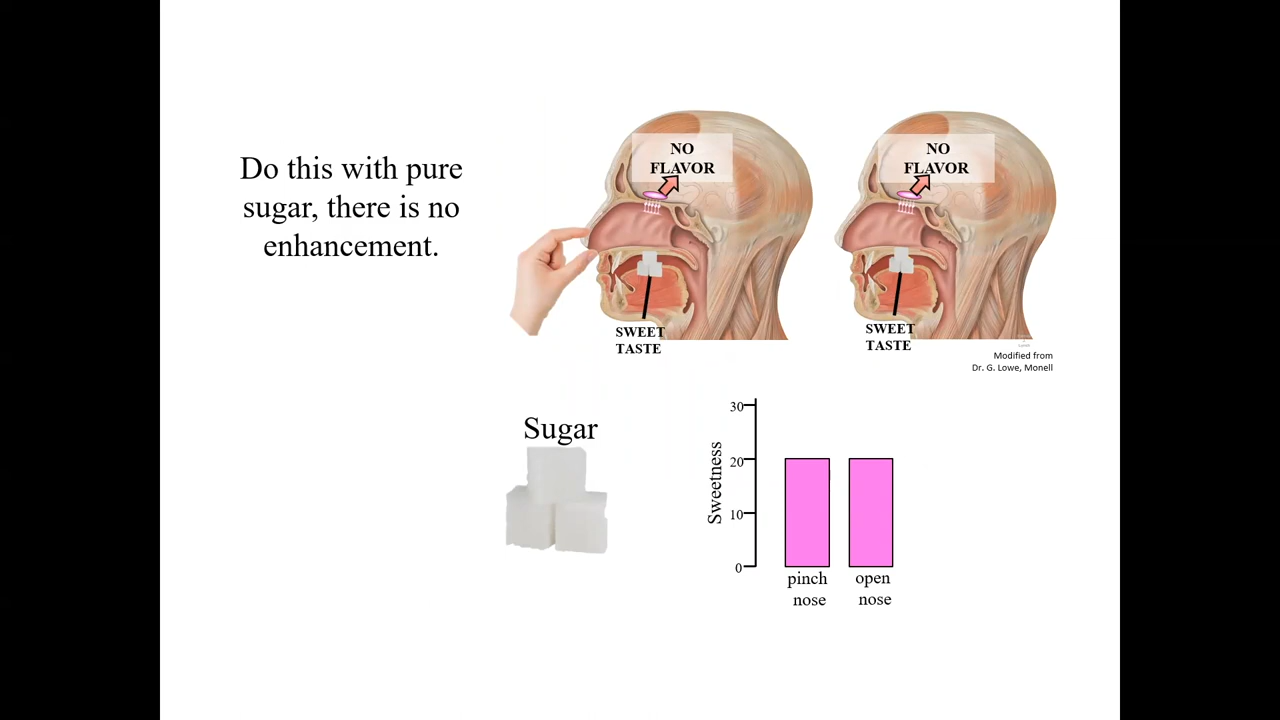 Do this with pure
sugar, there is no
enhancement.
NO
FLAVOR
SWEET
TASTE
NO
FLAVOR
SWEET
TASTE
Modified from
Dr. G. Lowe, Monell
Sugar
Sweetness
30
20
10
0
pinch
nose
open
nose